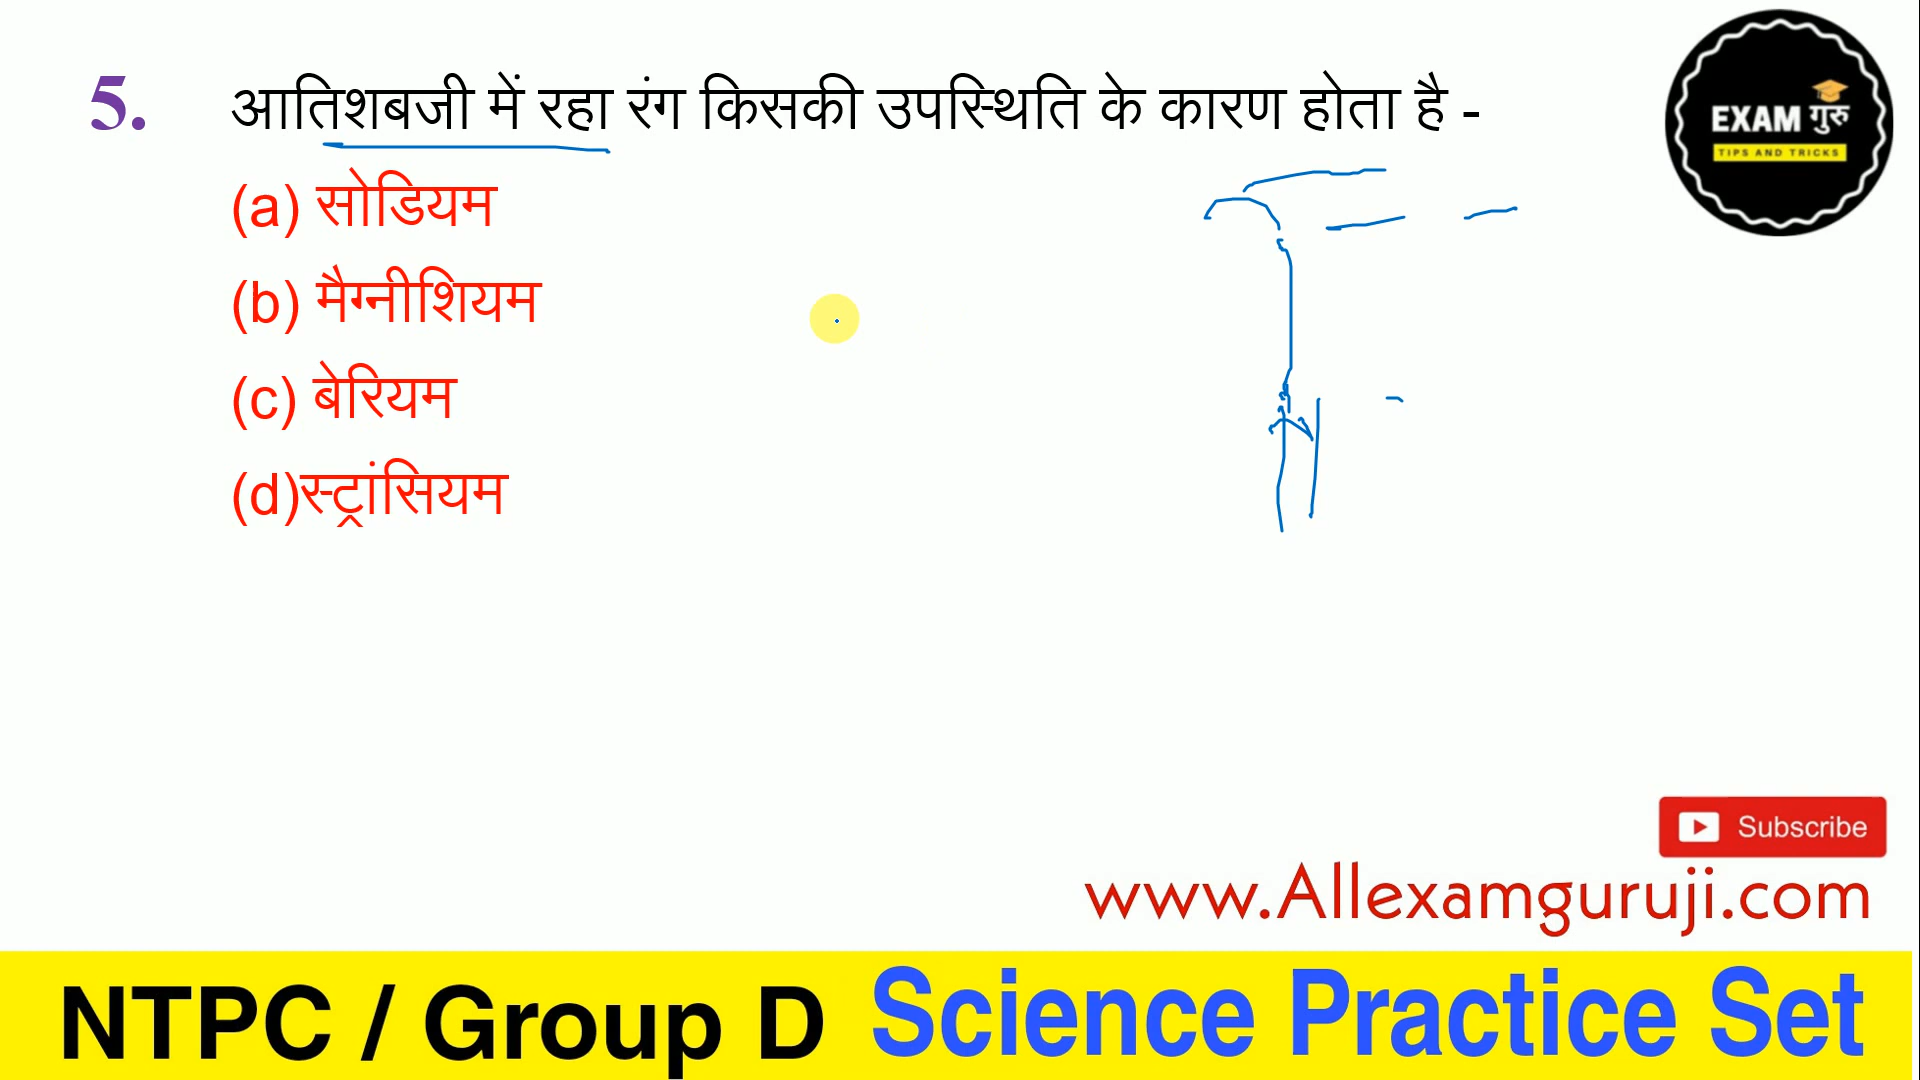 5. आतिशबजी में रहा रंग किसकी उपस्थिति के कारण होता है -
(a) सोडियम
(b) मैग्नीशियम
(c) बेरियम
(d)स्ट्रांसियम
EXAM गुरु
TIPS AND TRICKS
Subscribe
www.Allexamguruji.com
NTPC / Group D Science Practice Set